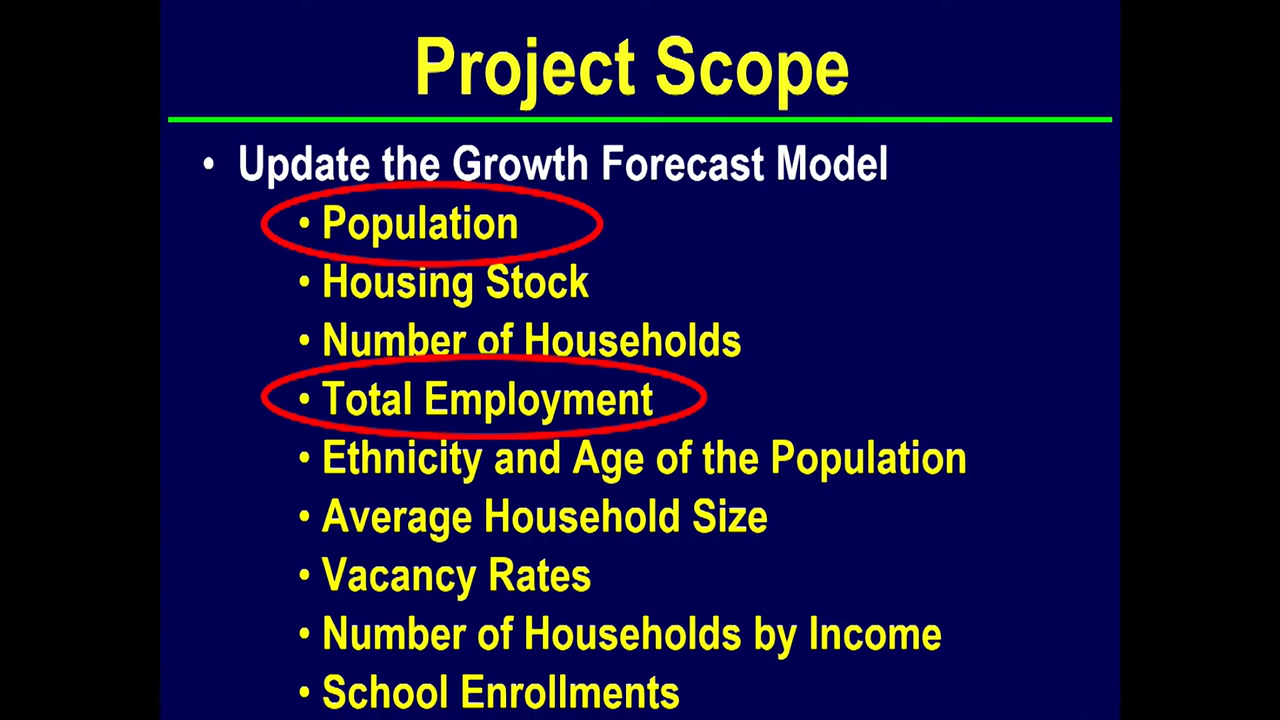 Project Scope
• Update the Growth Forecast Model
• Population
• Housing Stock
• Number of Households
• Total Employment
• Ethnicity and Age of the Population
• Average Household Size
• Vacancy Rates
• Number of Households by Income
• School Enrollments